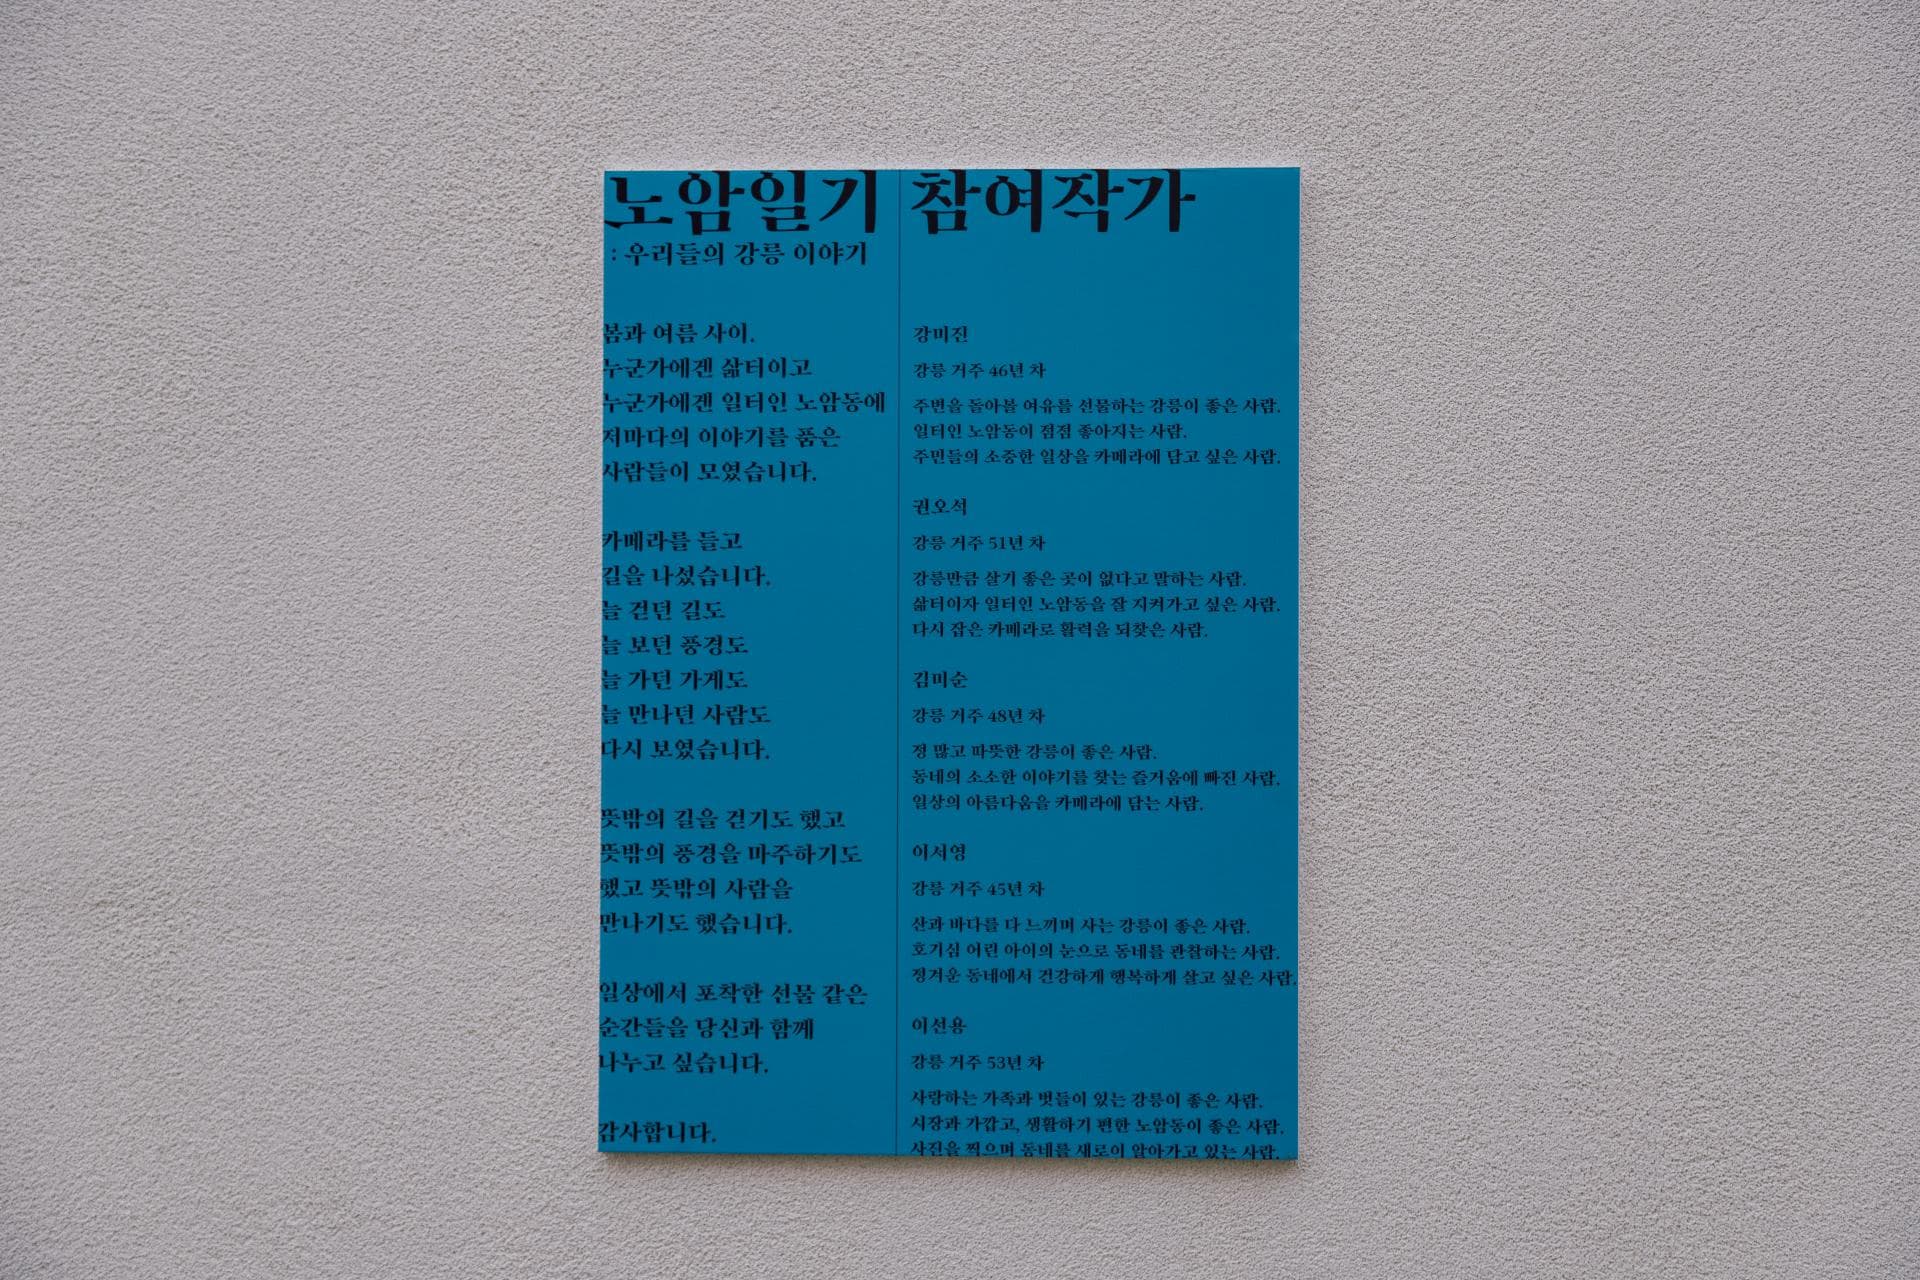 노암일기
: 우리들의 강릉 이야기
봄과 여름 사이.
누군가에겐 삶터이고
누군가에겐 일터인 노암동에
저마다의 이야기를 품은
사람들이 모였습니다.
카메라를 들고
길을 나섰습니다.
늘 걷던 길도
늘 보던 풍경도
늘 가던 가게도
늘 만나던 사람도
다시 보였습니다.
뜻밖의 길을 걷기도 했고
뜻밖의 풍경을 마주하기도
했고 뜻밖의 사람을
만나기도 했습니다.
일상에서 포착한 선물 같은
순간들을 당신과 함께
나누고 싶습니다.
감사합니다.
참여작가
강미진
강릉 거주 46년 차
주변을 돌아볼 여유를 선물하는 강릉이 좋은 사람.
일터인 노암동이 점점 좋아지는 사람.
주민들의 소중한 일상을 카메라에 담고 싶은 사람.
권오석
강릉 거주 51년 차
강릉만큼 살기 좋은 곳이 없다고 말하는 사람.
삶터이자 일터인 노암동을 잘 지켜가고 싶은 사람.
다시 잡은 카메라로 활력을 되찾은 사람.
김미순
강릉 거주 48년 차
정 많고 따뜻한 강릉이 좋은 사람.
동네의 소소한 이야기를 찾는 즐거움에 빠진 사람.
일상의 아름다움을 카메라에 담는 사람.
이서영
강릉 거주 45년 차
산과 바다를 다 느끼며 사는 강릉이 좋은 사람.
호기심 어린 아이의 눈으로 동네를 관찰하는 사람.
정겨운 동네에서 건강하게 행복하게 살고 싶은 사람.
이선용
강릉 거주 53년 차
사랑하는 가족과 벗들이 있는 강릉이 좋은 사람.
시장과 가깝고, 생활하기 편한 노암동이 좋은 사람.
사진을 찍으며 동네를 새로이 알아가고 있는 사람.